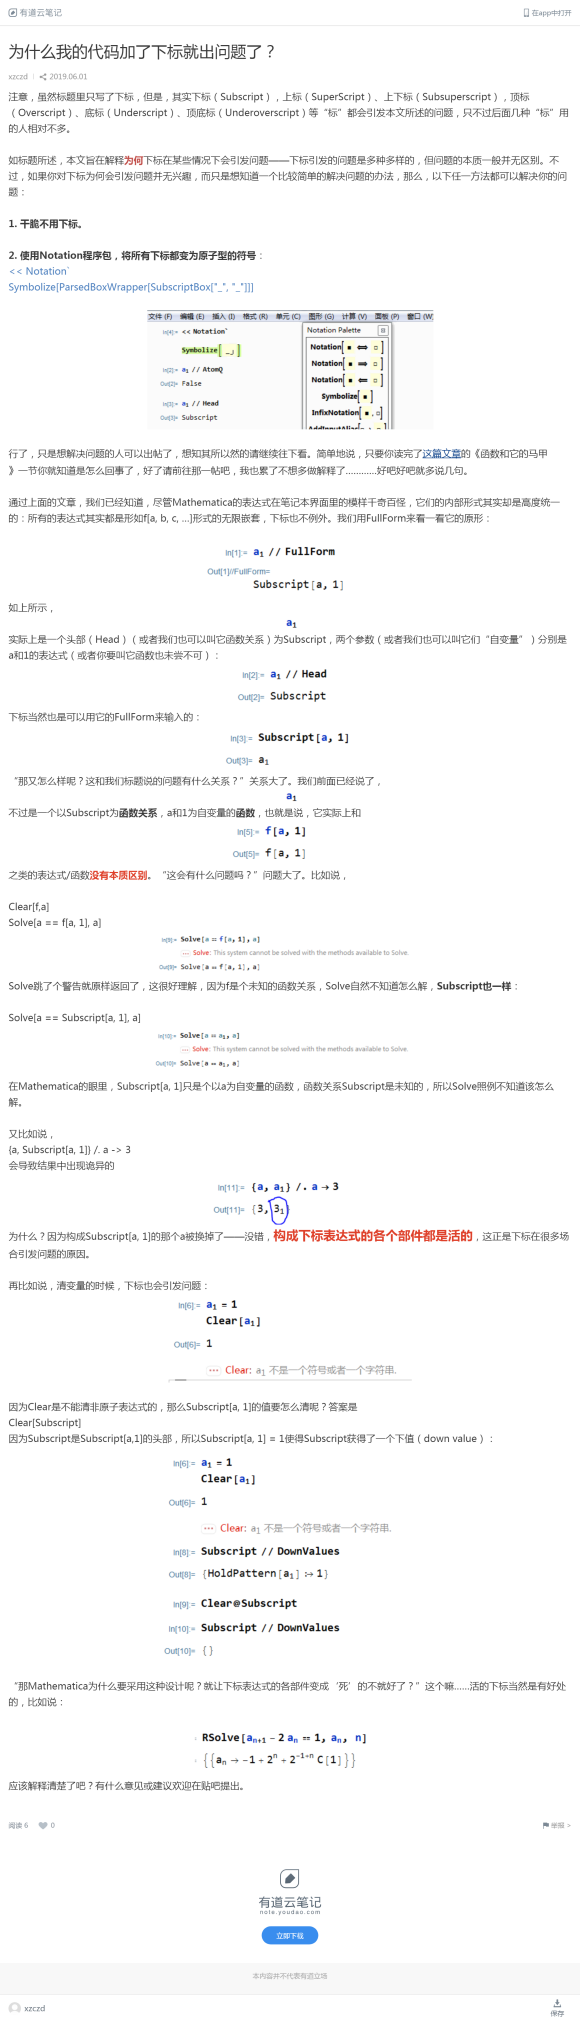 有道云笔记
在app中打开
为什么我的代码加了下标就出问题了？
xzczd
2019.06.01
注意，虽然标题里只写了下标，但是，其实下标（Subscript），上标（SuperScript）、上下标（Subsuperscript），顶标
（Overscript）、底标（Underscript）、顶底标（Underoverscript）等“标”都会引发本文所述的问题，只不过后面几种“标”用
的人相对不多。
如标题所述，本文旨在解释为何下标在某些情况下会引发问题——下标引发的问题是多种多样的，但问题的本质一般并无区别。不
过，如果你对下标为何会引发问题并无兴趣，而只是想知道一个比较简单的解决问题的办法，那么，以下任一方法都可以解决你的问
题：
1. 干脆不用下标。
2. 使用Notation程序包，将所有下标都变为原子型的符号：
<< Notation`
Symbolize[ParsedBoxWrapper[SubscriptBox["_", "_"]]]
文件 (F) 编辑 (E) 插入 (I) 格式 (R) 单元 (C) 图形 (G) 计算 (V) 面板 (P) 窗口 (W)
In[4]:= << Notation`
Symbolize[ _ _]
In[2]:= a₁ // AtomQ
Out[2]= False
In[3]:= a₁ // Head
Out[3]= Subscript
Notation Palette
Notation[▪ ⟺ □]
Notation[▪ ⟹ □]
Notation[▪ ⟸ □]
Symbolize[▪]
InfixNotation[▪, □]
AddInputAlias[
行了，只是想解决问题的人可以出帖了，想知其所以然的请继续往下看。简单地说，只要你读完了这篇文章的《函数和它的马甲
》一节你就知道是怎么回事了，好了请前往那一帖吧，我也累了不想多做解释了…………好吧好吧就多说几句。
通过上面的文章，我们已经知道，尽管Mathematica的表达式在笔记本界面里的模样千奇百怪，它们的内部形式其实却是高度统一
的：所有的表达式其实都是形如f[a, b, c, ...]形式的无限嵌套，下标也不例外。我们用FullForm来看一看它的原形：
In[1]:= a₁ // FullForm
Out[1]//FullForm=
Subscript[a, 1]
如上所示，
a₁
实际上是一个头部（Head）（或者我们也可以叫它函数关系）为Subscript，两个参数（或者我们也可以叫它们“自变量”）分别是
a和1的表达式（或者你要叫它函数也未尝不可）：
In[2]:= a₁ // Head
Out[2]= Subscript
下标当然也是可以用它的FullForm来输入的：
In[3]:= Subscript[a, 1]
Out[3]= a₁
“那又怎么样呢？这和我们标题说的问题有什么关系？”关系大了。我们前面已经说了，
a₁
不过是一个以Subscript为函数关系，a和1为自变量的函数，也就是说，它实际上和
In[5]:= f[a, 1]
Out[5]= f[a, 1]
之类的表达式/函数没有本质区别。“这会有什么问题吗？”问题大了。比如说，
Clear[f,a]
Solve[a == f[a, 1], a]
In[9]:= Solve[a == f[a, 1], a]
Solve: This system cannot be solved with the methods available to Solve.
Out[9]= Solve[a == f[a, 1], a]
Solve跳了个警告就原样返回了，这很好理解，因为f是个未知的函数关系，Solve自然不知道怎么解，Subscript也一样：
Solve[a == Subscript[a, 1], a]
In[10]:= Solve[a == a₁, a]
Solve: This system cannot be solved with the methods available to Solve.
Out[10]= Solve[a == a₁, a]
在Mathematica的眼里，Subscript[a, 1]只是个以a为自变量的函数，函数关系Subscript是未知的，所以Solve照例不知道该怎么
解。
又比如说，
{a, Subscript[a, 1]} /. a -> 3
会导致结果中出现诡异的
In[11]:= {a, a₁} /. a → 3
Out[11]= {3, 3₁}
为什么？因为构成Subscript[a, 1]的那个a被换掉了——没错，构成下标表达式的各个部件都是活的，这正是下标在很多场
合引发问题的原因。
再比如说，清变量的时候，下标也会引发问题：
In[6]:= a₁ = 1
Clear[a₁]
Out[6]= 1
Clear: a₁ 不是一个符号或者一个字符串.
因为Clear是不能清非原子表达式的，那么Subscript[a, 1]的值要怎么清呢？答案是
Clear[Subscript]
因为Subscript是Subscript[a,1]的头部，所以Subscript[a, 1] = 1使得Subscript获得了一个下值（down value）：
In[6]:= a₁ = 1
Clear[a₁]
Out[6]= 1
Clear: a₁ 不是一个符号或者一个字符串.
In[8]:= Subscript // DownValues
Out[8]= {HoldPattern[a₁] :→ 1}
In[9]:= Clear@Subscript
In[10]:= Subscript // DownValues
Out[10]= {}
“那Mathematica为什么要采用这种设计呢？就让下标表达式的各部件变成‘死’的不就好了？”这个嘛……活的下标当然是有好处
的，比如说：
RSolve[aₙ₊₁ - 2 aₙ == 1, aₙ, n]
{{aₙ → -1 + 2ⁿ + 2⁻¹⁺ⁿ C[1]}}
应该解释清楚了吧？有什么意见或建议欢迎在贴吧提出。
阅读 6
0
举报 >
有道云笔记
note.youdao.com
立即下载
本内容并不代表有道立场
xzczd
保存